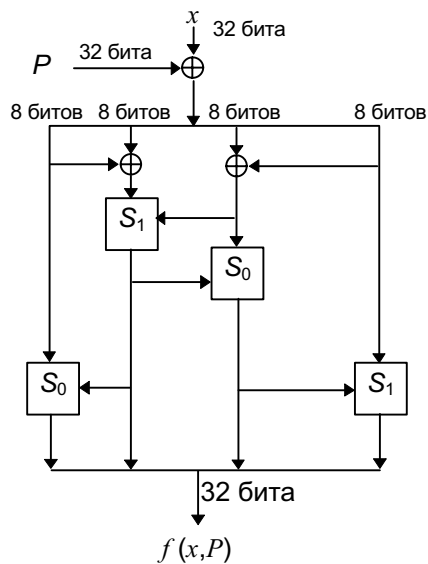 x
32 бита
P
32 бита
8 битов 8 битов 8 битов 8 битов
S1
S0
S0
S1
32 бита
f (x,P)